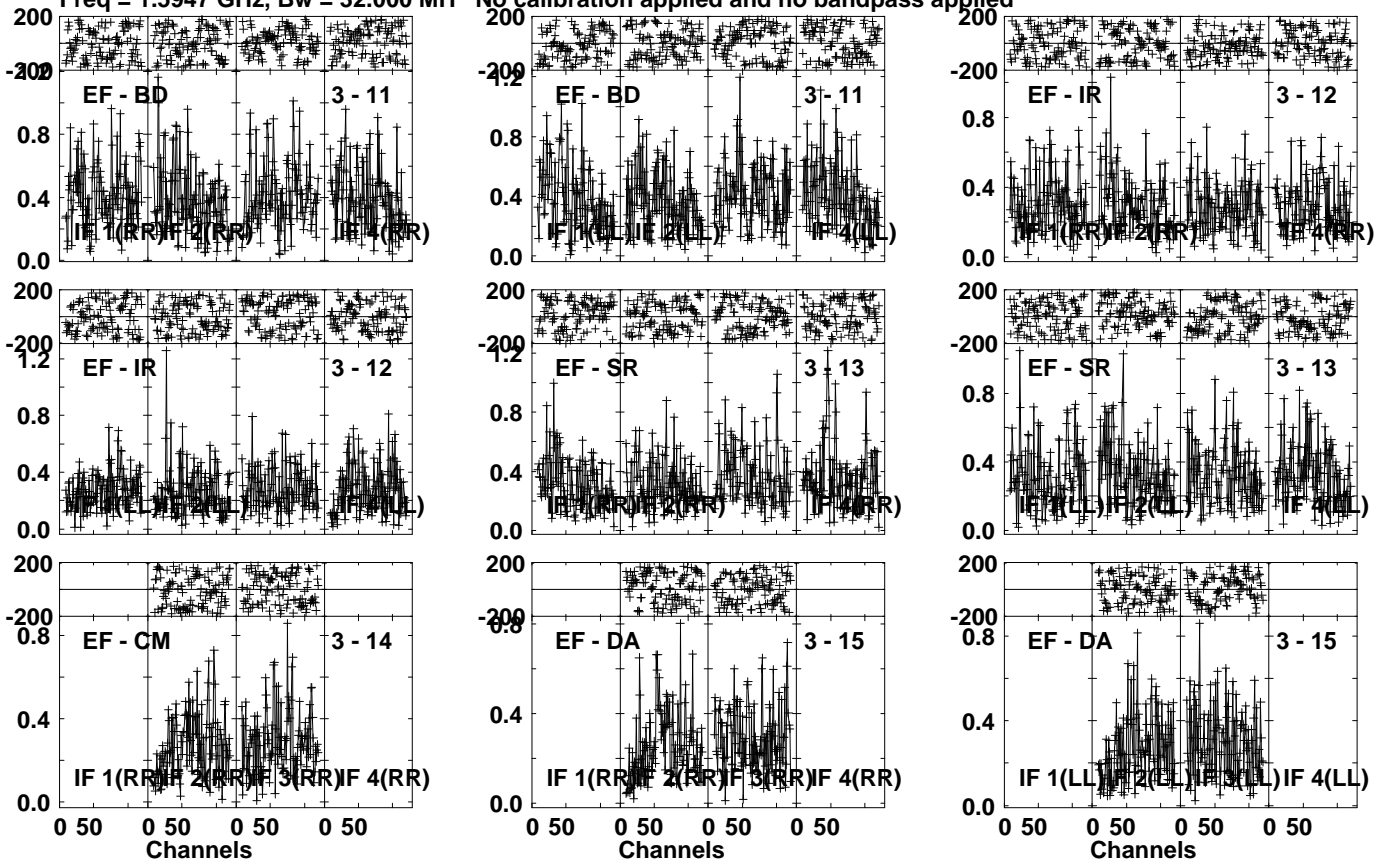 Freq = 1.5947 GHz, Bw = 32.000 MH No calibration applied and no bandpass applied
200 200 200
-200 -200 -200
1.2 1.2
EF - BD 3 - 11 EF - BD 3 - 11 EF - IR 3 - 12
0.8 0.8 0.8
0.4 0.4 0.4
IF 1(RR) IF 2(RR) IF 4(RR) IF 1(LL) IF 2(LL) IF 4(LL) IF 1(RR) IF 2(RR) IF 4(RR)
0.0 0.0 0.0
200 200 200
-200 -200 -200
1.2 1.2
EF - IR 3 - 12 EF - SR 3 - 13 EF - SR 3 - 13
0.8 0.8 0.8
0.4 0.4 0.4
IF 1(LL) IF 2(LL) IF 4(LL) IF 1(RR) IF 2(RR) IF 4(RR) IF 1(LL) IF 2(LL) IF 4(LL)
0.0 0.0 0.0
200 200 200
-200 -200 -200
0.8 0.8 0.8
EF - CM 3 - 14 EF - DA 3 - 15 EF - DA 3 - 15
0.4 0.4 0.4
IF 1(RR) IF 2(RR) IF 3(RR) IF 4(RR) IF 1(RR) IF 2(RR) IF 3(RR) IF 4(RR) IF 1(LL) IF 2(LL) IF 3(LL) IF 4(LL)
0.0 0.0 0.0
0 50 0 50 0 50 0 50 0 50 0 50 0 50 0 50 0 50 0 50 0 50 0 50
Channels Channels Channels